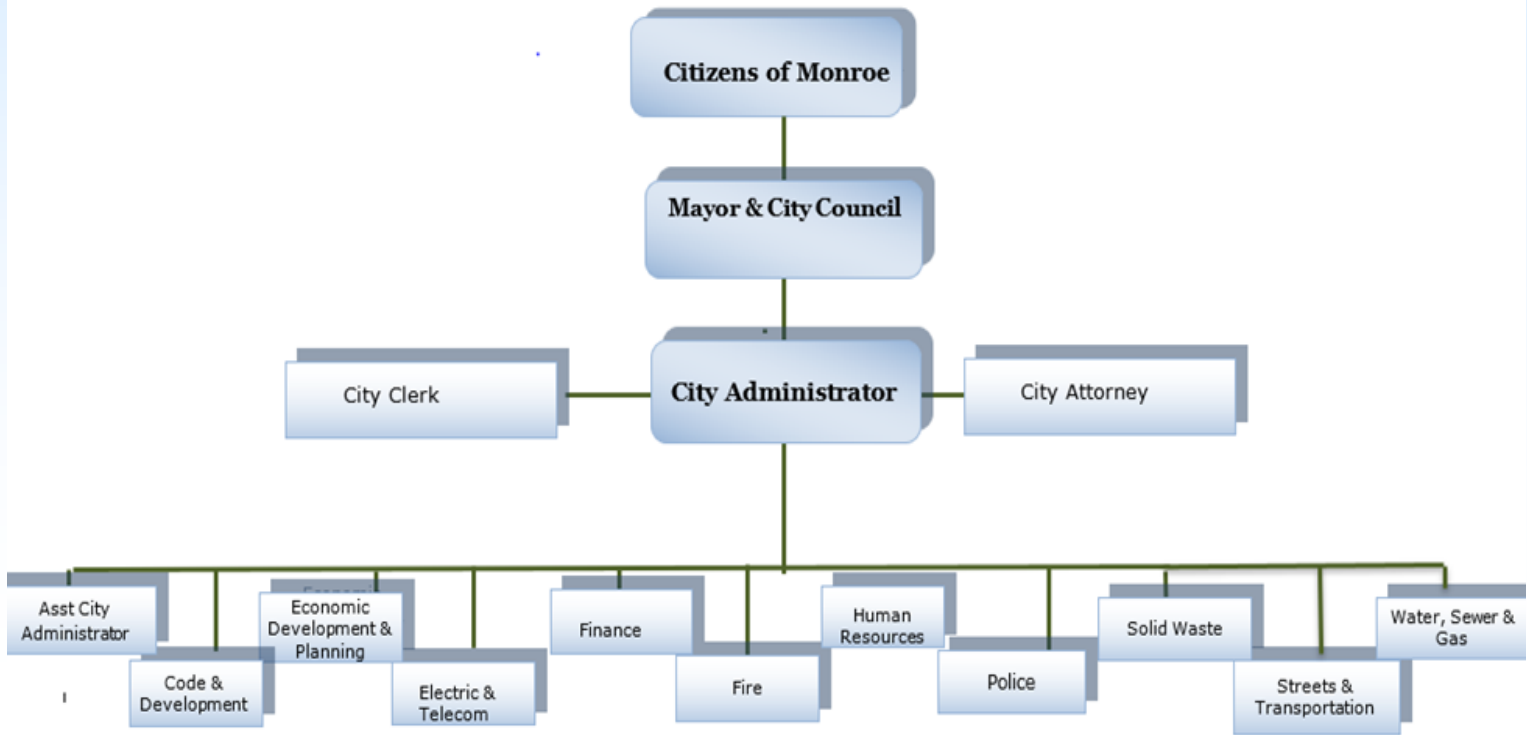 Citizens of Monroe
Mayor & City Council
City Clerk
City Administrator
City Attorney
Asst City
Administrator
Code &
Development
Economic
Development &
Planning
Electric &
Telecom
Finance
Fire
Human
Resources
Police
Solid Waste
Streets &
Transportation
Water, Sewer &
Gas